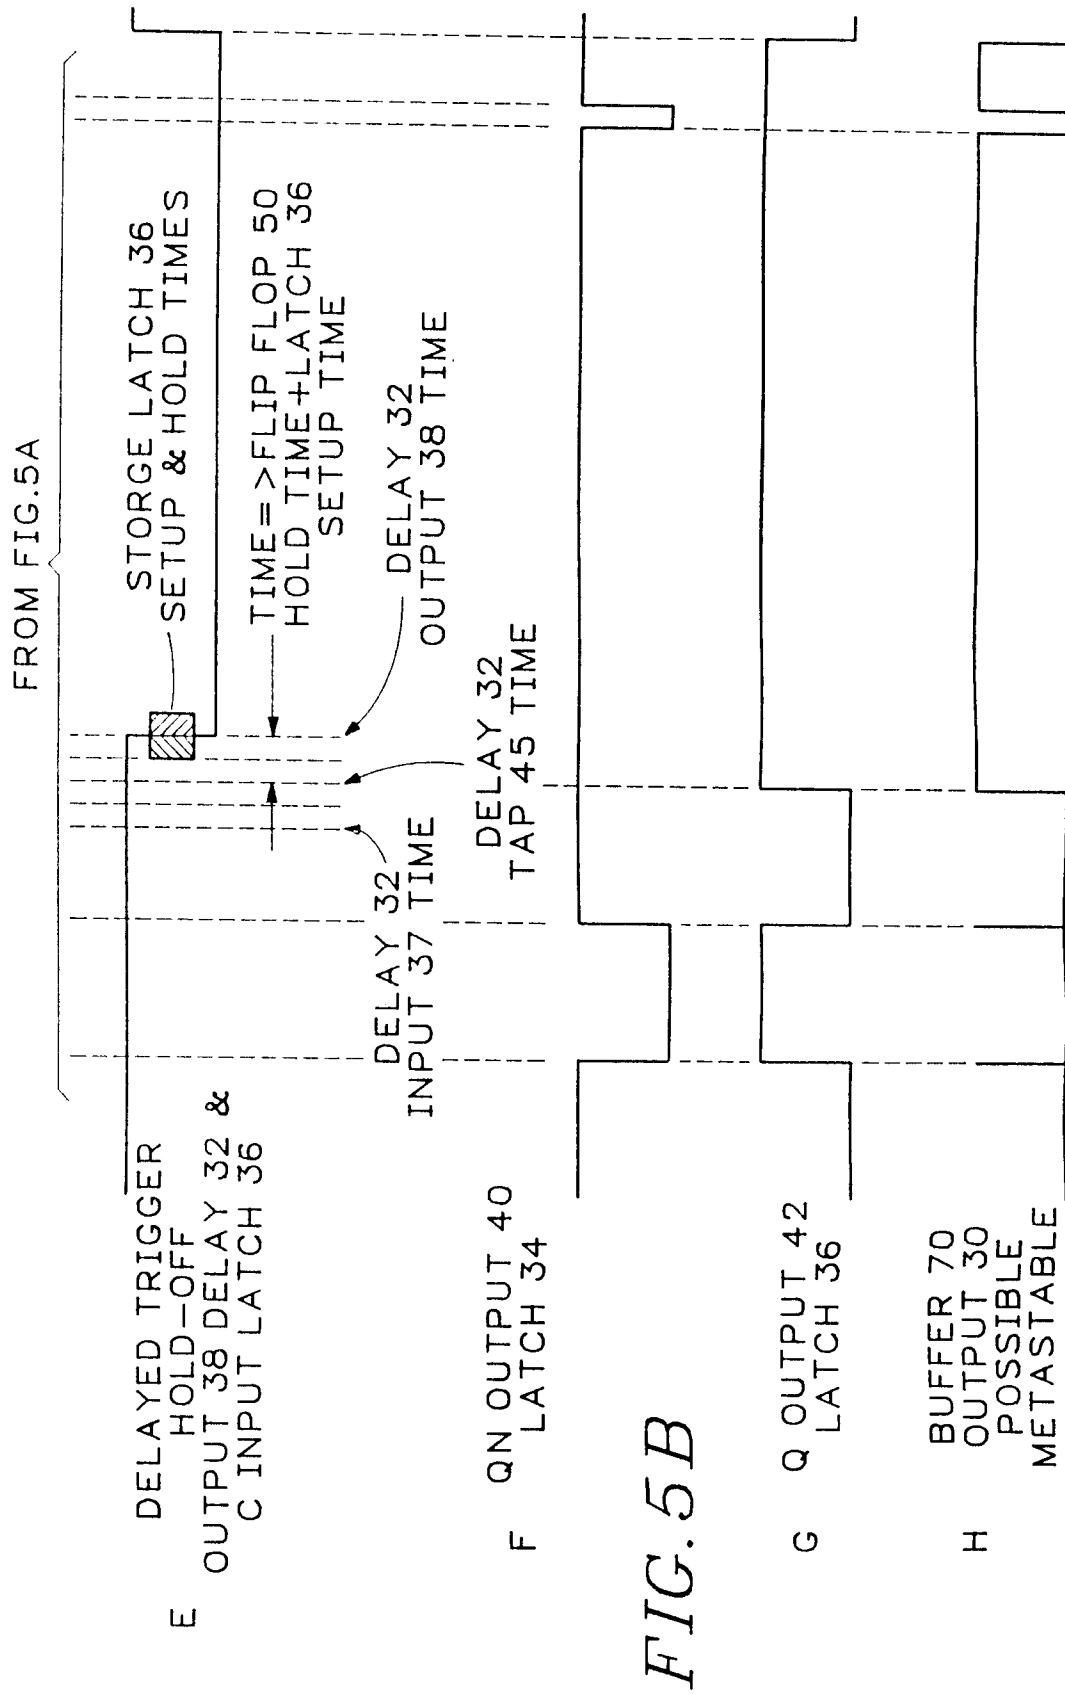 FROM FIG.5A
E
DELAYED TRIGGER
HOLD-OFF
OUTPUT 38 DELAY 32 &
C INPUT LATCH 36
STORGE LATCH 36
SETUP & HOLD TIMES
TIME=>FLIP FLOP 50
HOLD TIME+LATCH 36
SETUP TIME
DELAY 32
INPUT 37 TIME
DELAY 32
OUTPUT 38 TIME
DELAY 32
TAP 45 TIME
F
QN OUTPUT 40
LATCH 34
FIG.5B
G
Q OUTPUT 42
LATCH 36
H
BUFFER 70
OUTPUT 30
POSSIBLE
METASTABLE